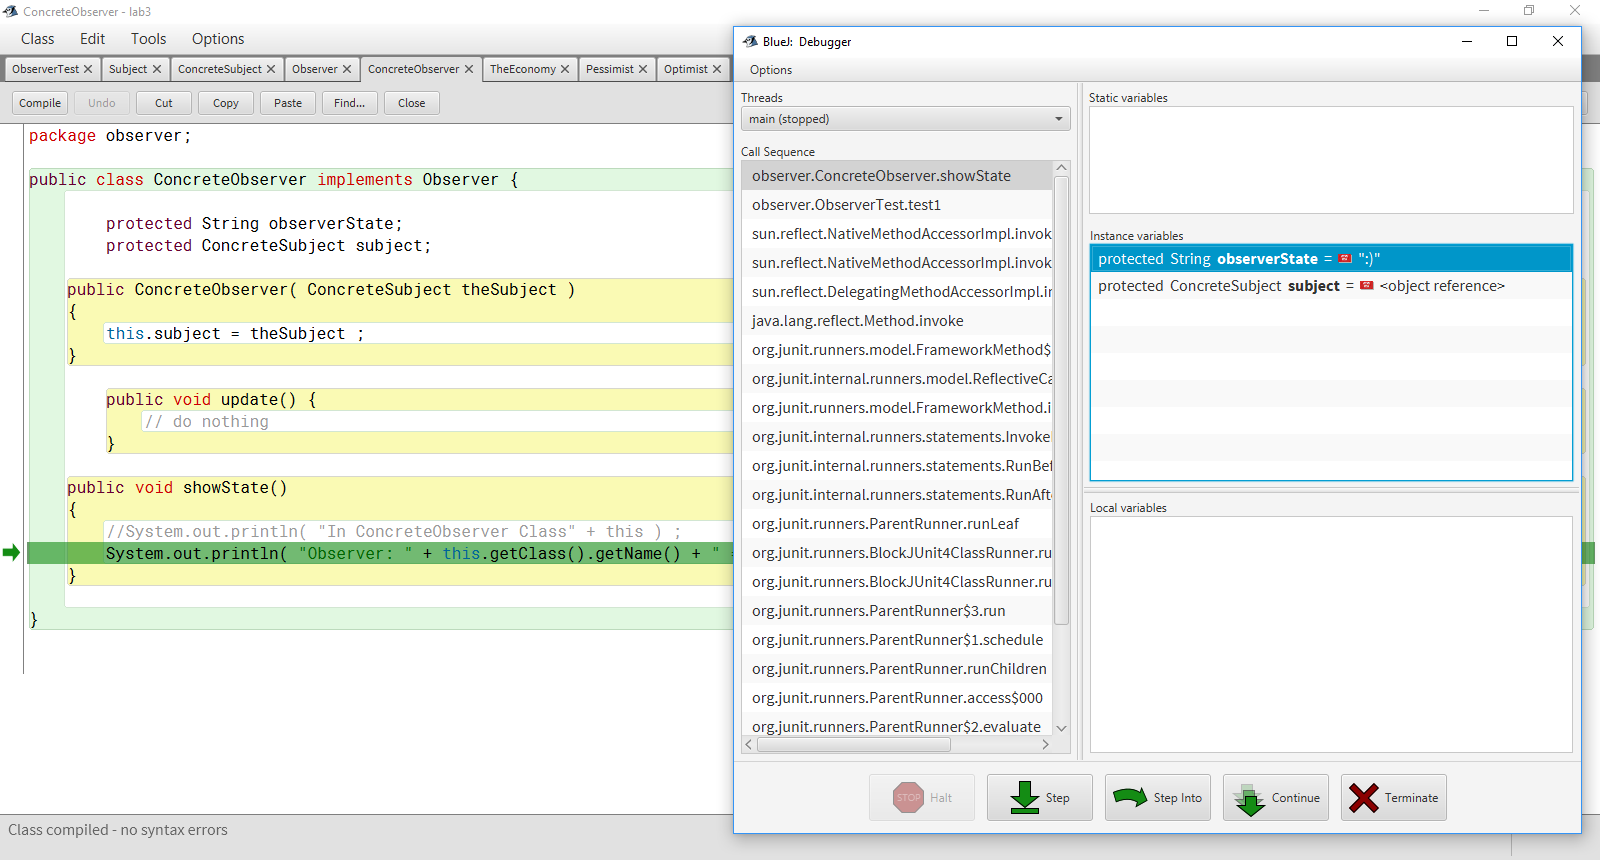 ConcreteObserver - lab3
Class Edit Tools Options
ObserverTest Subject ConcreteSubject Observer ConcreteObserver TheEconomy Pessimist Optimist
Compile Undo Cut Copy Paste Find... Close
package observer;
public class ConcreteObserver implements Observer {
protected String observerState;
protected ConcreteSubject subject;
public ConcreteObserver( ConcreteSubject theSubject )
{
this.subject = theSubject ;
}
public void update() {
// do nothing
}
public void showState()
{
//System.out.println( "In ConcreteObserver Class" + this ) ;
System.out.println( "Observer: " + this.getClass().getName() + "
}
}
Class compiled - no syntax errors
BlueJ: Debugger
Options
Threads
main (stopped)
Call Sequence
observer.ConcreteObserver.showState
observer.ObserverTest.test1
sun.reflect.NativeMethodAccessorImpl.invok
sun.reflect.NativeMethodAccessorImpl.invok
sun.reflect.DelegatingMethodAccessorImpl.ir
java.lang.reflect.Method.invoke
org.junit.runners.model.FrameworkMethod$
org.junit.internal.runners.model.ReflectiveCa
org.junit.runners.model.FrameworkMethod.i
org.junit.internal.runners.statements.Invoke
org.junit.internal.runners.statements.RunBef
org.junit.internal.runners.statements.RunAft
org.junit.runners.ParentRunner.runLeaf
org.junit.runners.BlockJUnit4ClassRunner.ru
org.junit.runners.BlockJUnit4ClassRunner.ru
org.junit.runners.ParentRunner$3.run
org.junit.runners.ParentRunner$1.schedule
org.junit.runners.ParentRunner.runChildren
org.junit.runners.ParentRunner.access$000
org.junit.runners.ParentRunner$2.evaluate
Static variables
Instance variables
protected String observerState = ":)"
protected ConcreteSubject subject = <object reference>
Local variables
STOP Halt Step Step Into Continue Terminate